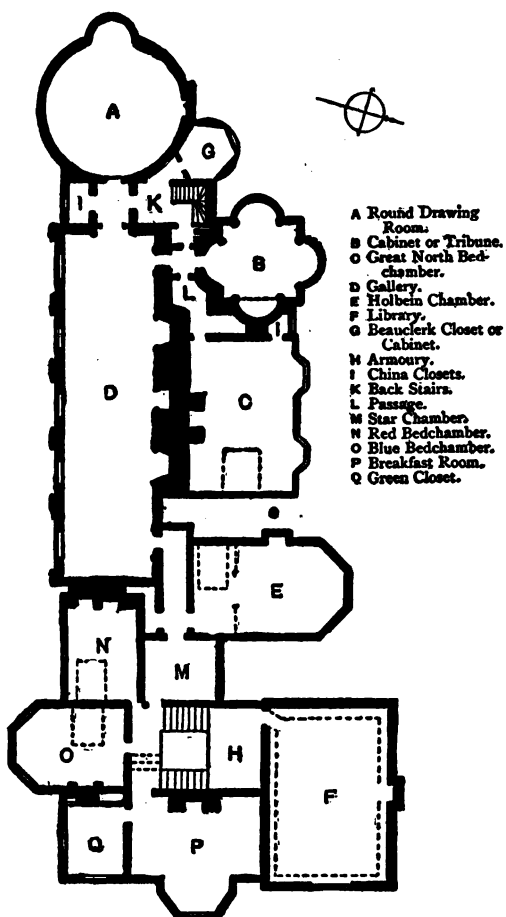 A
G
I
K
B
L
I
D
C
E
N
M
O
H
F
Q
P
A Round Drawing
Room.
B Cabinet or Tribune.
C Great North Bed-
chamber.
D Gallery.
E Holbein Chamber.
F Library.
G Beauclerk Closet or
Cabinet.
H Armoury.
I China Closets.
K Back Stairs.
L Passage.
M Star Chamber.
N Red Bedchamber.
O Blue Bedchamber.
P Breakfast Room.
Q Green Closet.